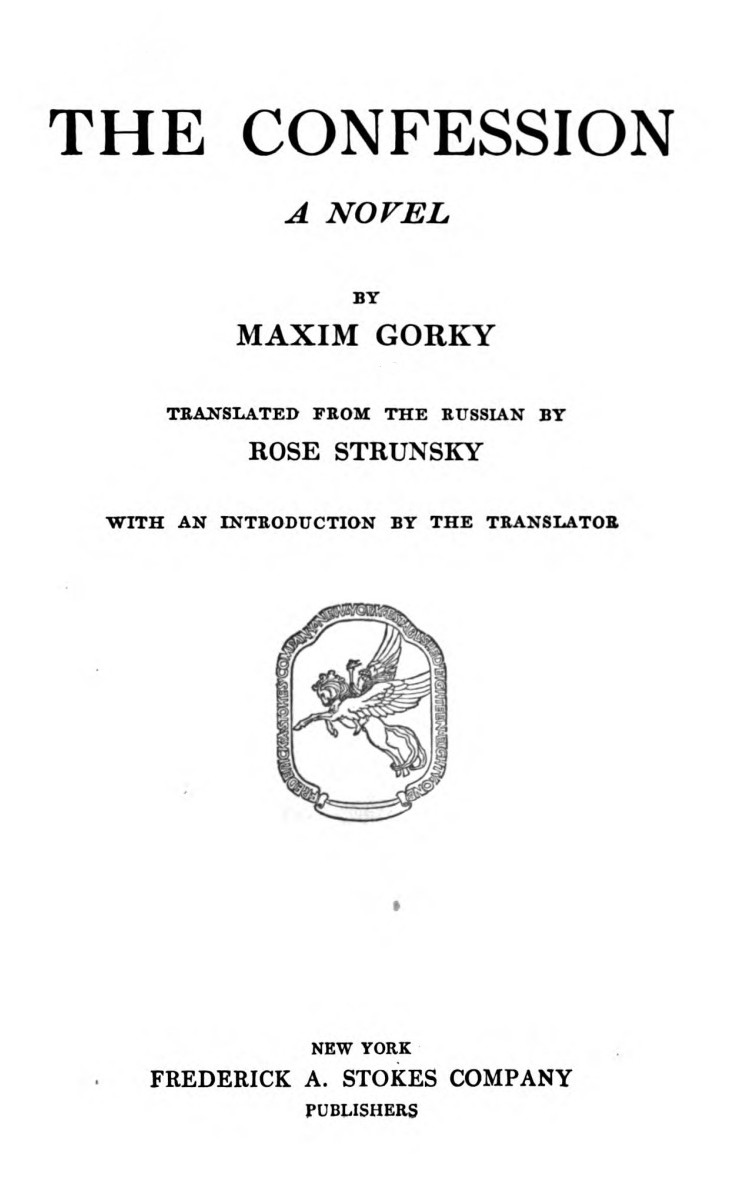 THE CONFESSION
A NOVEL
BY
MAXIM GORKY
TRANSLATED FROM THE RUSSIAN BY
ROSE STRUNSKY
WITH AN INTRODUCTION BY THE TRANSLATOR
FREDERICK A STOKES COMPANY NEW YORK ESTABLISHED EIGHTEEN EIGHTY ONE
NEW YORK
FREDERICK A. STOKES COMPANY
PUBLISHERS